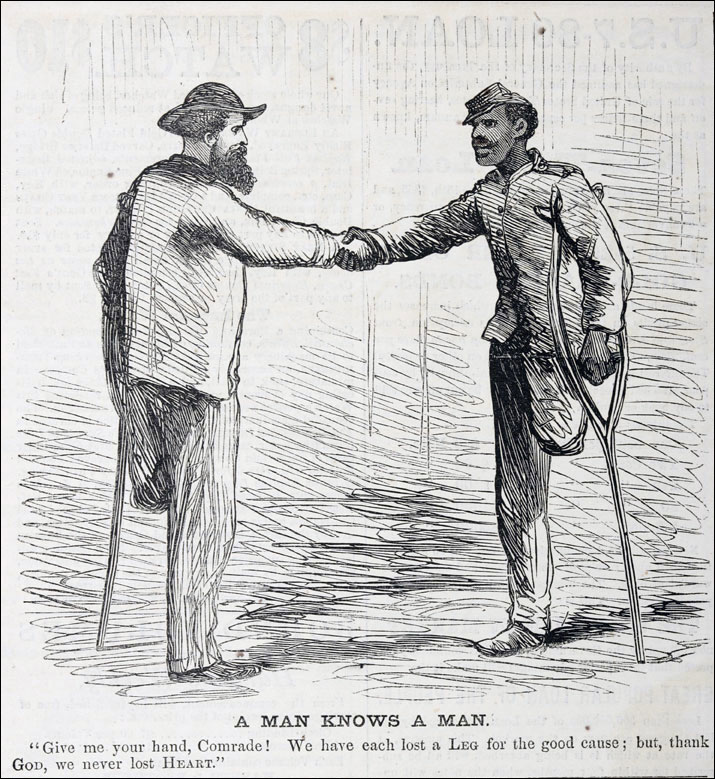 A MAN KNOWS A MAN.
"Give me your hand, Comrade! We have each lost a LEG for the good cause; but, thank
GOD, we never lost HEART."